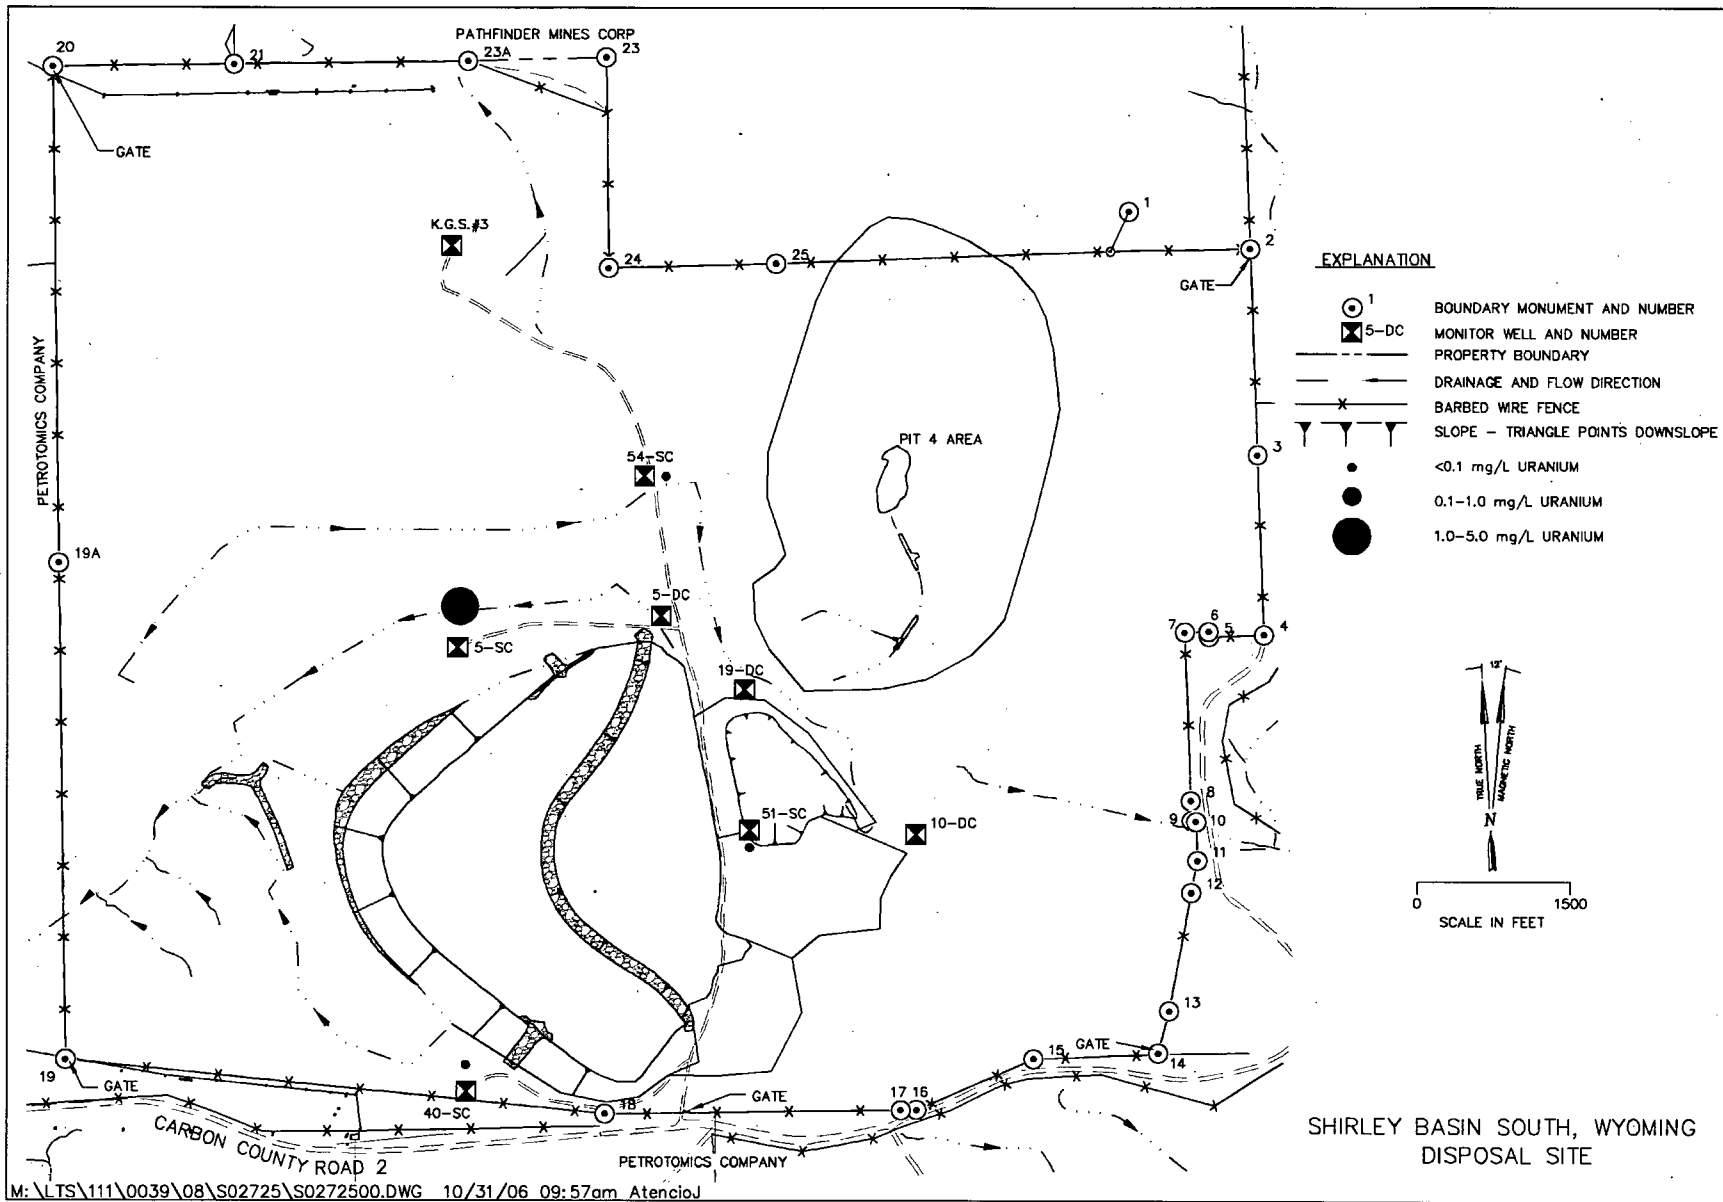 PATHFINDER MINES CORP
20
21
23A
23
GATE
1
K.G.S.#3
24
25
2
GATE
EXPLANATION
1
BOUNDARY MONUMENT AND NUMBER
5-DC
MONITOR WELL AND NUMBER
PROPERTY BOUNDARY
DRAINAGE AND FLOW DIRECTION
BARBED WIRE FENCE
SLOPE - TRIANGLE POINTS DOWNSLOPE
<0.1 mg/L URANIUM
0.1-1.0 mg/L URANIUM
1.0-5.0 mg/L URANIUM
PETROTOMICS COMPANY
PIT 4 AREA
3
54-SC
19A
5-DC
5-SC
7
6
5
4
19-DC
12'
TRUE NORTH
MAGNETIC NORTH
N
8
9
10
51-SC
10-DC
11
12
0
1500
SCALE IN FEET
13
GATE
14
15
19
GATE
40-SC
18
GATE
17
16
CARBON COUNTY ROAD 2
PETROTOMICS COMPANY
SHIRLEY BASIN SOUTH, WYOMING
DISPOSAL SITE
M:\LTS\111\0039\08\S02725\S0272500.DWG 10/31/06 09:57am AtencioJ